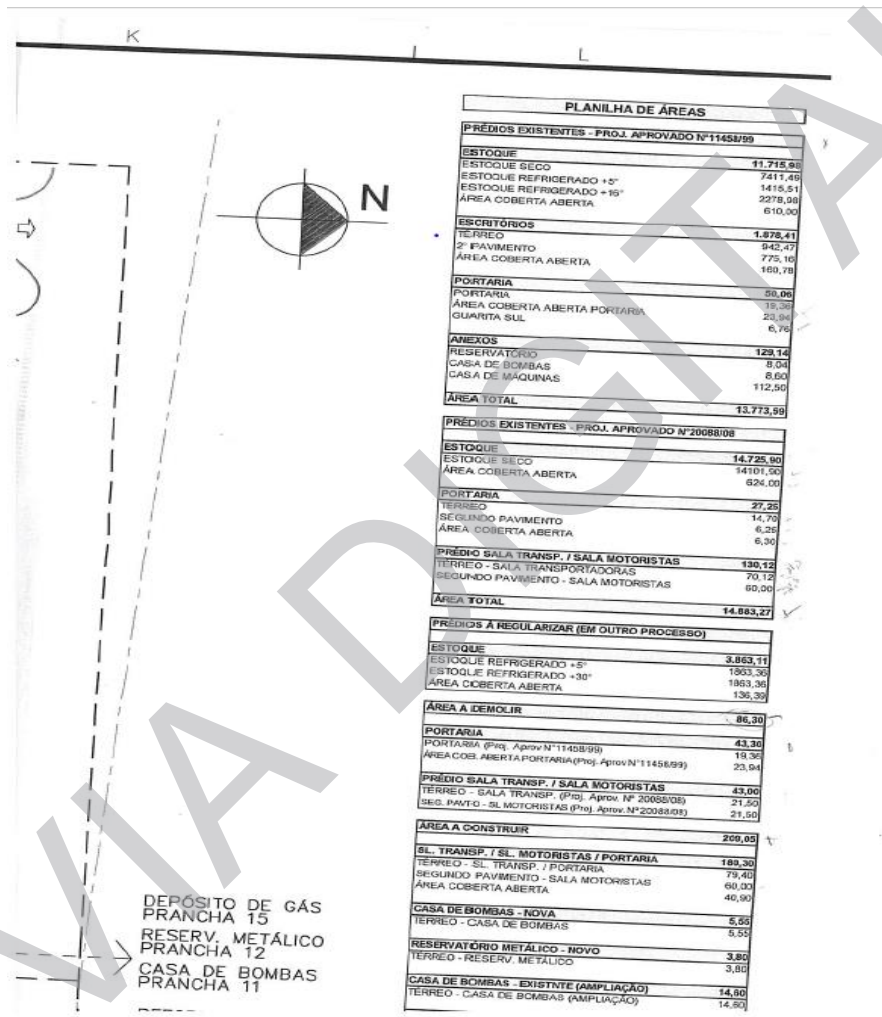 K
L
N
PLANILHA DE ÁREAS
PRÉDIOS EXISTENTES - PROJ. APROVADO Nº11458/99
ESTOQUE 11.715,98
ESTOQUE SECO 7411,49
ESTOQUE REFRIGERADO +5° 1415,51
ESTOQUE REFRIGERADO +16° 2278,98
ÁREA COBERTA ABERTA 610,00
ESCRITÓRIOS 1.878,41
TÉRREO 942,47
2° PAVIMENTO 775,16
ÁREA COBERTA ABERTA 160,78
PORTARIA 50,06
PORTARIA 19,36
ÁREA COBERTA ABERTA PORTARIA 23,94
GUARITA SUL 6,76
ANEXOS 129,14
RESERVATÓRIO 8,04
CASA DE BOMBAS 8,60
CASA DE MÁQUINAS 112,50
ÁREA TOTAL 13.773,59
PRÉDIOS EXISTENTES - PROJ. APROVADO N°20088/08
ESTOQUE 14.725,90
ESTOQUE SECO 14101,90
ÁREA COBERTA ABERTA 624,00
PORTARIA 27,25
TÉRREO 14,70
SEGUNDO PAVIMENTO 6,25
ÁREA COBERTA ABERTA 6,30
PRÉDIO SALA TRANSP. / SALA MOTORISTAS 130,12
TÉRREO - SALA TRANSPORTADORAS 70,12
SEGUNDO PAVIMENTO - SALA MOTORISTAS 60,00
ÁREA TOTAL 14.883,27
PRÉDIOS À REGULARIZAR (EM OUTRO PROCESSO)
ESTOQUE 3.863,11
ESTOQUE REFRIGERADO +5° 1863,36
ESTOQUE REFRIGERADO +30° 1863,36
ÁREA COBERTA ABERTA 136,39
ÁREA A DEMOLIR 86,30
PORTARIA 43,30
PORTARIA (Proj. Aprov N°11458/99) 19,36
ÁREA COB. ABERTA PORTARIA (Proj. Aprov N°11458/99) 23,94
PRÉDIO SALA TRANSP. / SALA MOTORISTAS 43,00
TÉRREO - SALA TRANSP. (Proj. Aprov. Nº 20088/08) 21,50
SEG. PAVTO - SL MOTORISTAS (Proj. Aprov. Nº 20088/08) 21,50
ÁREA A CONSTRUIR 209,05
SL. TRANSP. / SL. MOTORISTAS / PORTARIA 180,30
TÉRREO - SL. TRANSP. / PORTARIA 79,40
SEGUNDO PAVIMENTO - SALA MOTORISTAS 60,00
ÁREA COBERTA ABERTA 40,90
CASA DE BOMBAS - NOVA 5,55
TÉRREO - CASA DE BOMBAS 5,55
RESERVATÓRIO METÁLICO - NOVO 3,80
TÉRREO - RESERV. METÁLICO 3,80
CASA DE BOMBAS - EXISTNTE (AMPLIAÇÃO) 14,60
TÉRREO - CASA DE BOMBAS (AMPLIAÇÃO) 14,60
DEPÓSITO DE GÁS
PRANCHA 15
RESERV. METÁLICO
PRANCHA 12
CASA DE BOMBAS
PRANCHA 11
VIA DIGITAL